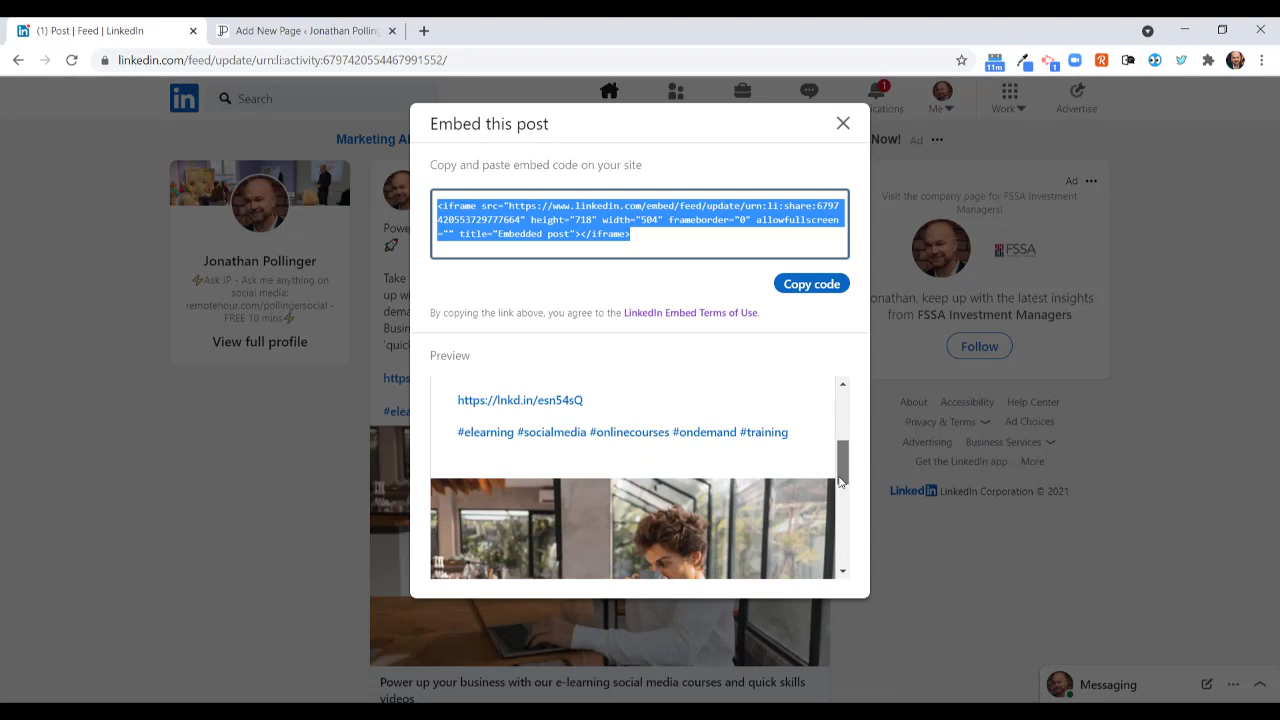 (1) Post | Feed | LinkedIn
Add New Page ‹ Jonathan Polling
linkedin.com/feed/update/urn:li:activity:6797420554467991552/
11m
1
in
Search
1
Me
Work
Advertise
Now!
Ad
Embed this post
Copy and paste embed code on your site
<iframe src="https://www.linkedin.com/embed/feed/update/urn:li:share:6797
420553729777664" height="718" width="504" frameborder="0" allowfullscreen
="" title="Embedded post"></iframe>
Copy code
By copying the link above, you agree to the LinkedIn Embed Terms of Use.
Preview
https://lnkd.in/esn54sQ
#elearning #socialmedia #onlinecourses #ondemand #training
Jonathan Pollinger
⚡Ask JP - Ask me anything on
social media:
remotehour.com/pollingersocial -
FREE 10 mins⚡
View full profile
Take
Power up your business with our e-learning social media courses and quick skills
videos
Ad
Visit the company page for FSSA Investment
Managers!
FSSA
onathan, keep up with the latest insights
from FSSA Investment Managers
Follow
About Accessibility Help Center
Privacy & Terms Ad Choices
Advertising Business Services
Get the LinkedIn app More
LinkedIn LinkedIn Corporation © 2021
Messaging